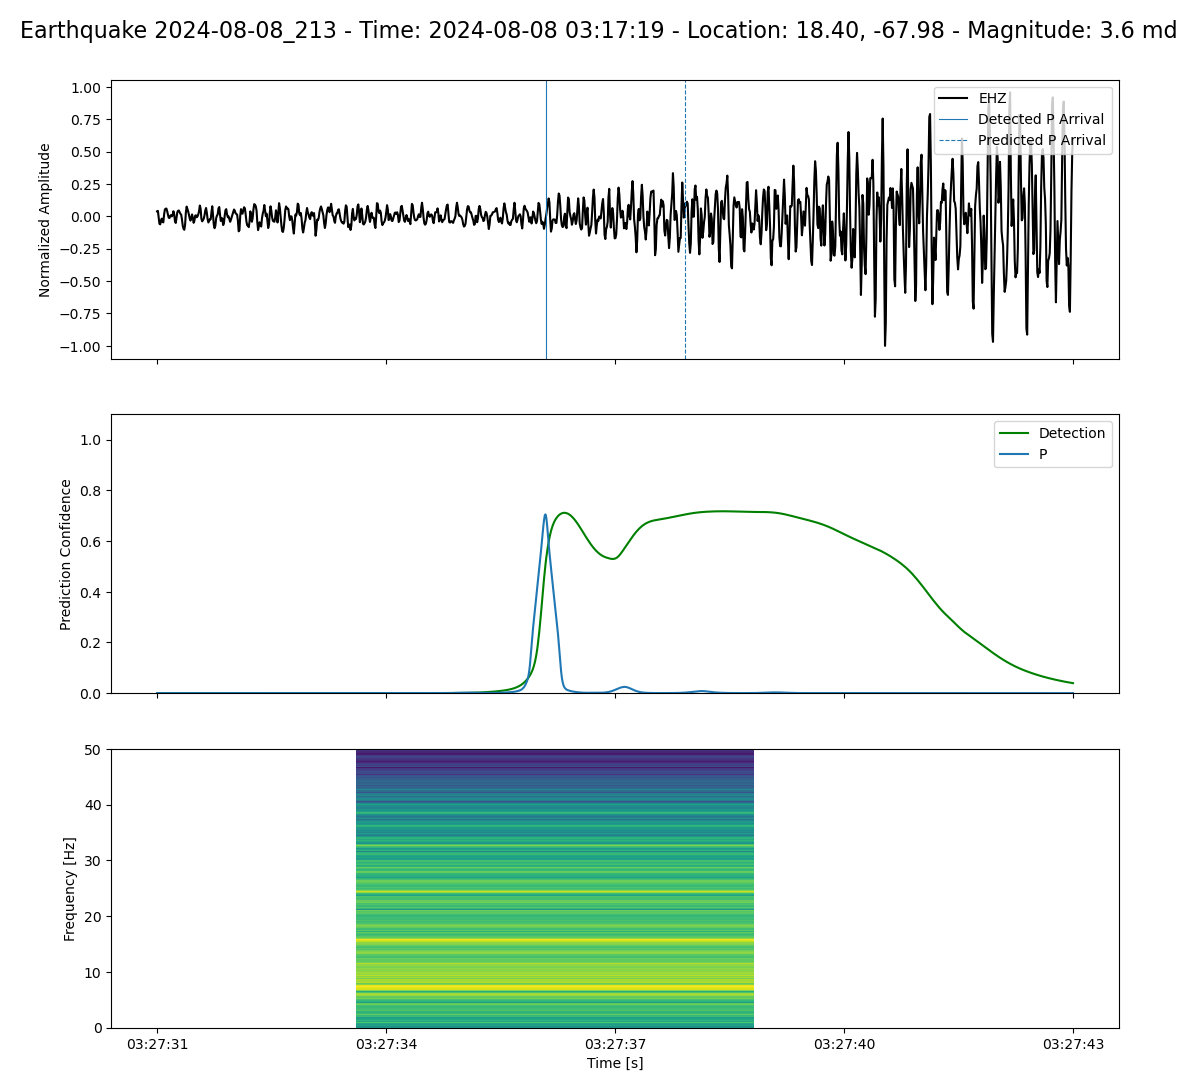 Earthquake 2024-08-08_213 - Time: 2024-08-08 03:17:19 - Location: 18.40, -67.98 - Magnitude: 3.6 md
1.00
0.75
0.50
0.25
0.00
−0.25
−0.50
−0.75
−1.00
Normalized Amplitude
EHZ
Detected P Arrival
Predicted P Arrival
1.0
0.8
0.6
0.4
0.2
0.0
Prediction Confidence
Detection
P
50
40
30
20
10
0
Frequency [Hz]
03:27:31
03:27:34
03:27:37
03:27:40
03:27:43
Time [s]